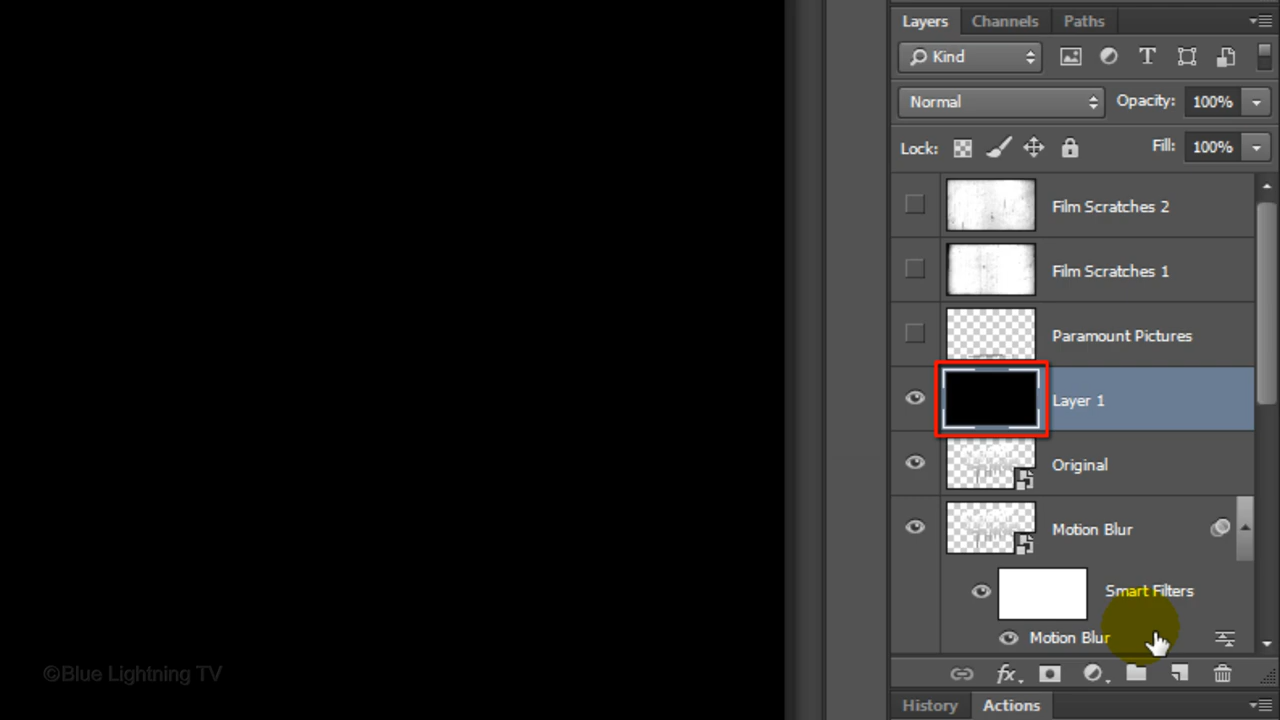 Layers Channels Paths
Kind
Normal Opacity: 100%
Lock: Fill: 100%
Film Scratches 2
Film Scratches 1
Paramount Pictures
Layer 1
Original
Motion Blur
Smart Filters
Motion Blur
fx
©Blue Lightning TV
History Actions